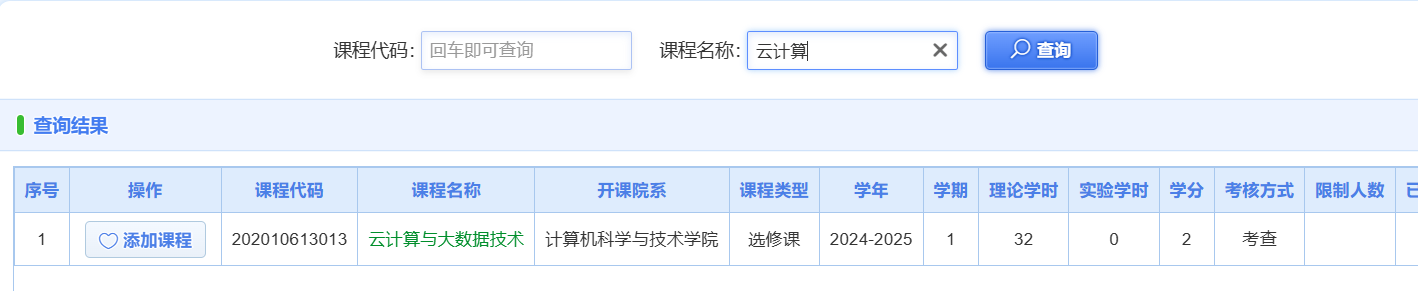 课程代码： 回车即可查询 课程名称： 云计算 查询
查询结果
序号 操作 课程代码 课程名称 开课院系 课程类型 学年 学期 理论学时 实验学时 学分 考核方式 限制人数 已
1 添加课程 202010613013 云计算与大数据技术 计算机科学与技术学院 选修课 2024-2025 1 32 0 2 考查